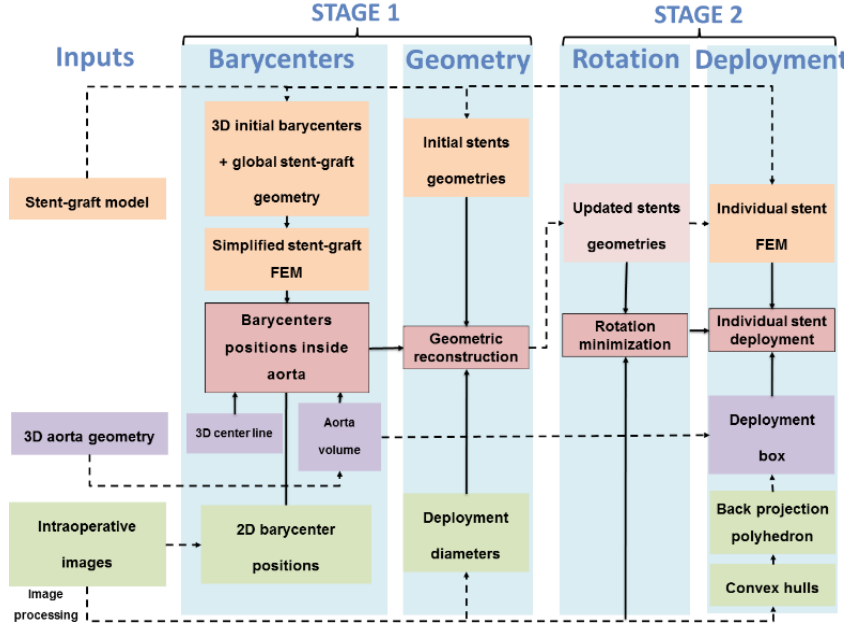 STAGE 1
STAGE 2
Inputs
Barycenters
Geometry
Rotation
Deployment
3D initial barycenters
+ global stent-graft
geometry
Initial stents
geometries
Stent-graft model
Updated stents
geometries
Individual stent
FEM
Simplified stent-graft
FEM
Barycenters
positions inside
aorta
Geometric
reconstruction
Rotation
minimization
Individual stent
deployment
3D aorta geometry
3D center line
Aorta
volume
Deployment
box
Intraoperative
images
2D barycenter
positions
Deployment
diameters
Back projection
polyhedron
Convex hulls
Image
processing